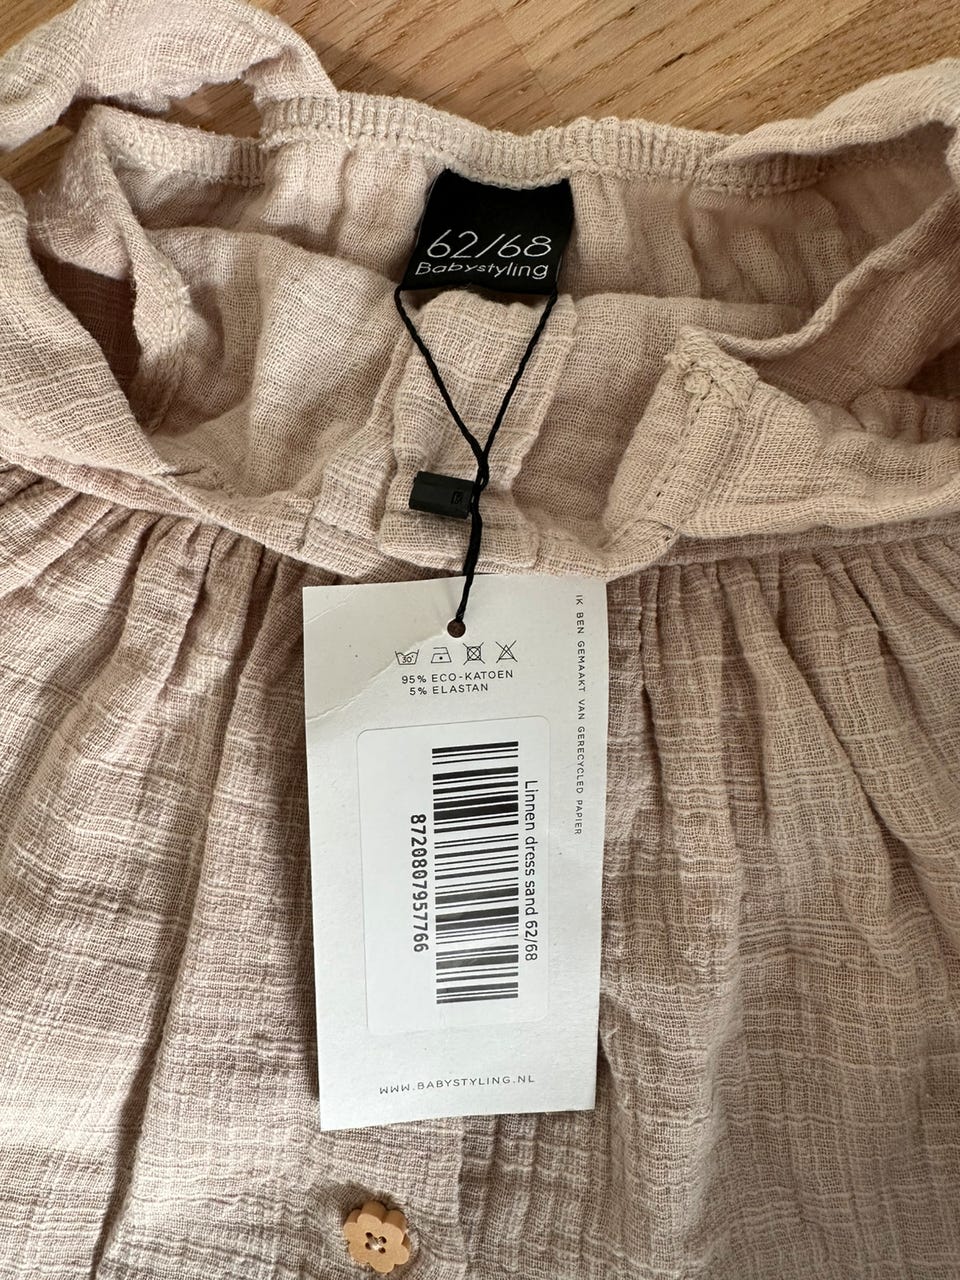 62/68
Babystyling
30°
95% ECO-KATOEN
5% ELASTAN
IK BEN GEMAAKT VAN GERECYCLED PAPIER
Linnen dress sand 62/68
8720807957766
WWW.BABYSTYLING.NL